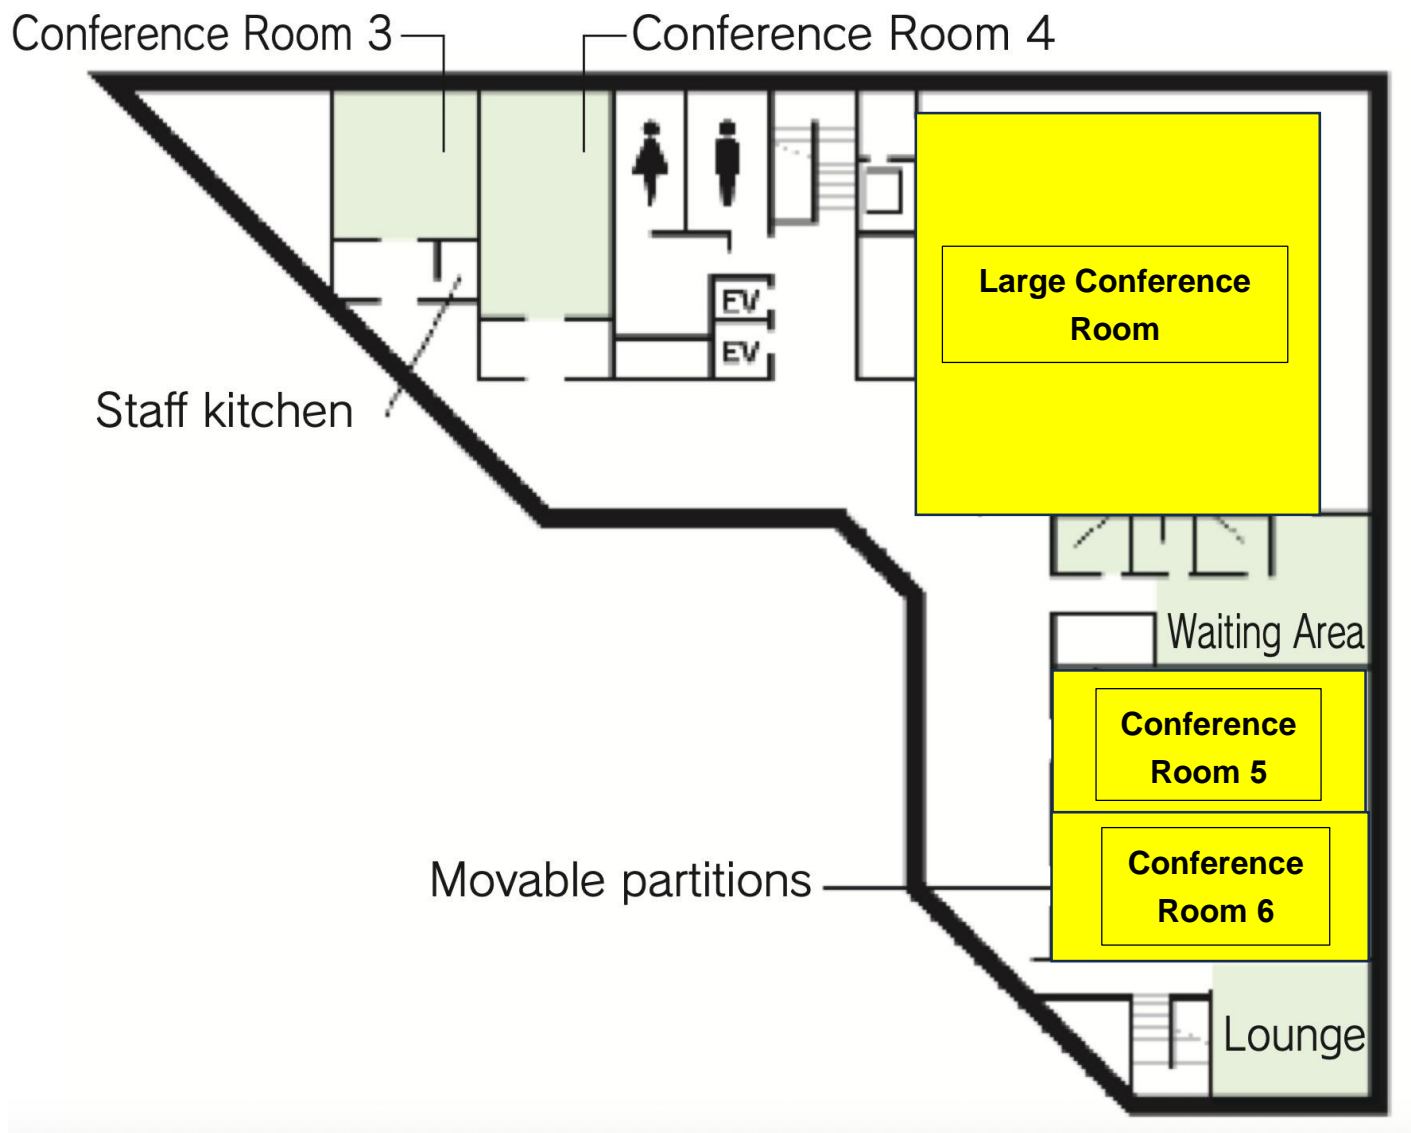 Conference Room 3
Conference Room 4
EV
EV
Large Conference
Room
Staff kitchen
Waiting Area
Conference
Room 5
Movable partitions
Conference
Room 6
Lounge